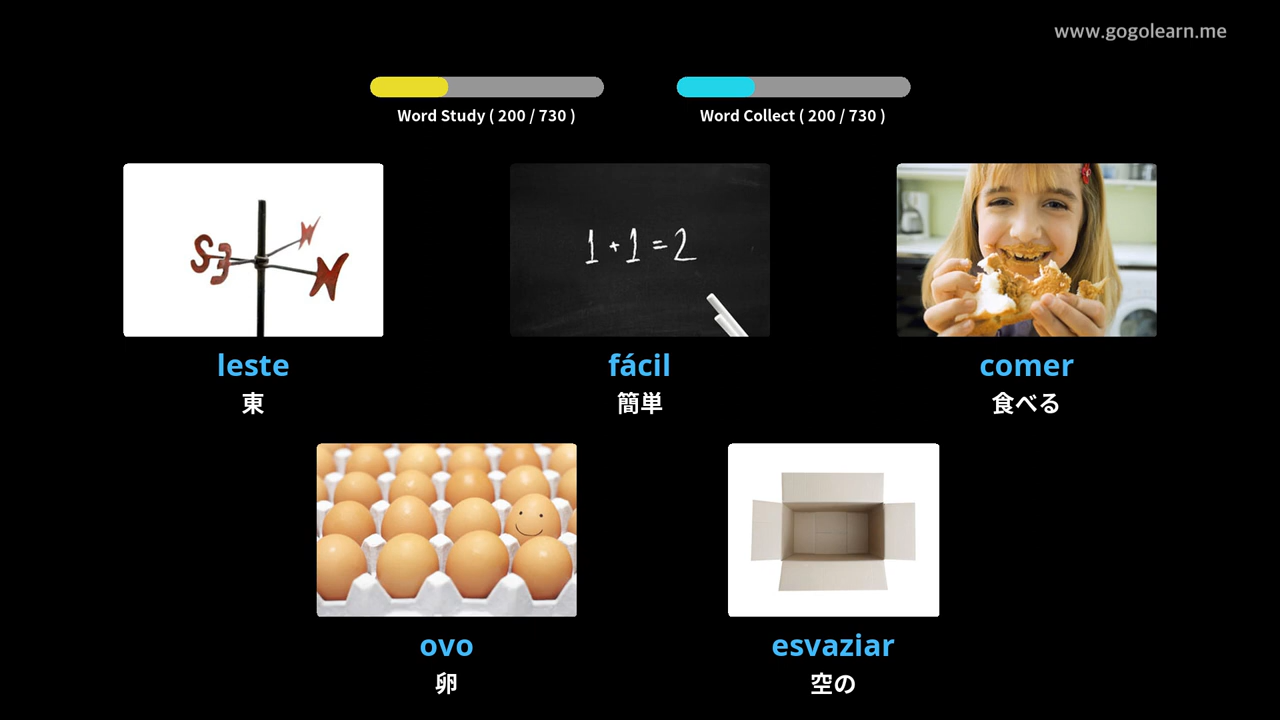 www.gogolearn.me
Word Study ( 200 / 730 )
Word Collect ( 200 / 730 )
S E N W
1 + 1 = 2
leste
東
fácil
簡単
comer
食べる
ovo
卵
esvaziar
空の